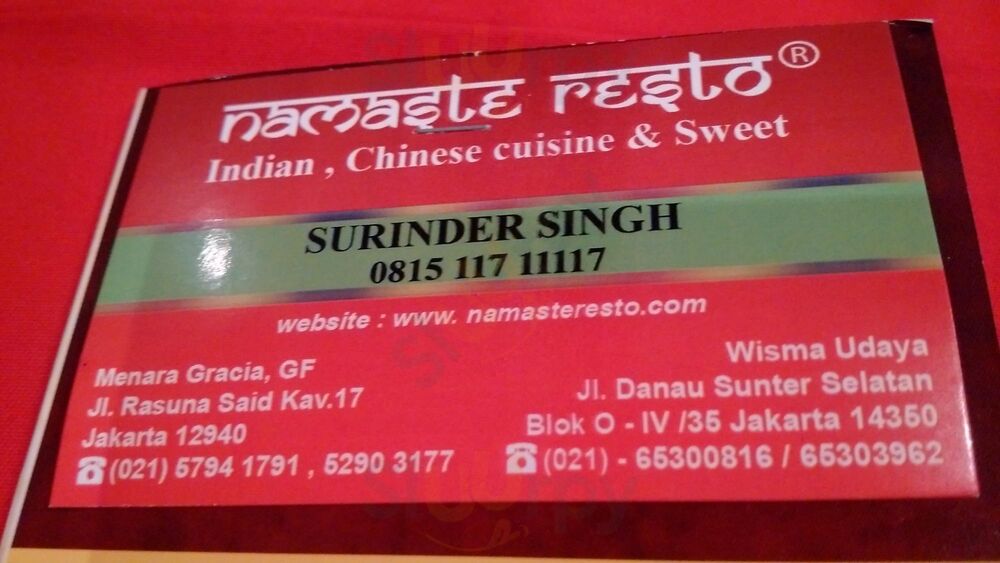 namaste resto®
Indian , Chinese cuisine & Sweet
SURINDER SINGH
0815 117 11117
website : www. namasteresto.com
Menara Gracia, GF
Jl. Rasuna Said Kav.17
Jakarta 12940
☎(021) 5794 1791 , 5290 3177
Wisma Udaya
Jl. Danau Sunter Selatan
Blok O - IV /35 Jakarta 14350
☎(021) - 65300816 / 65303962